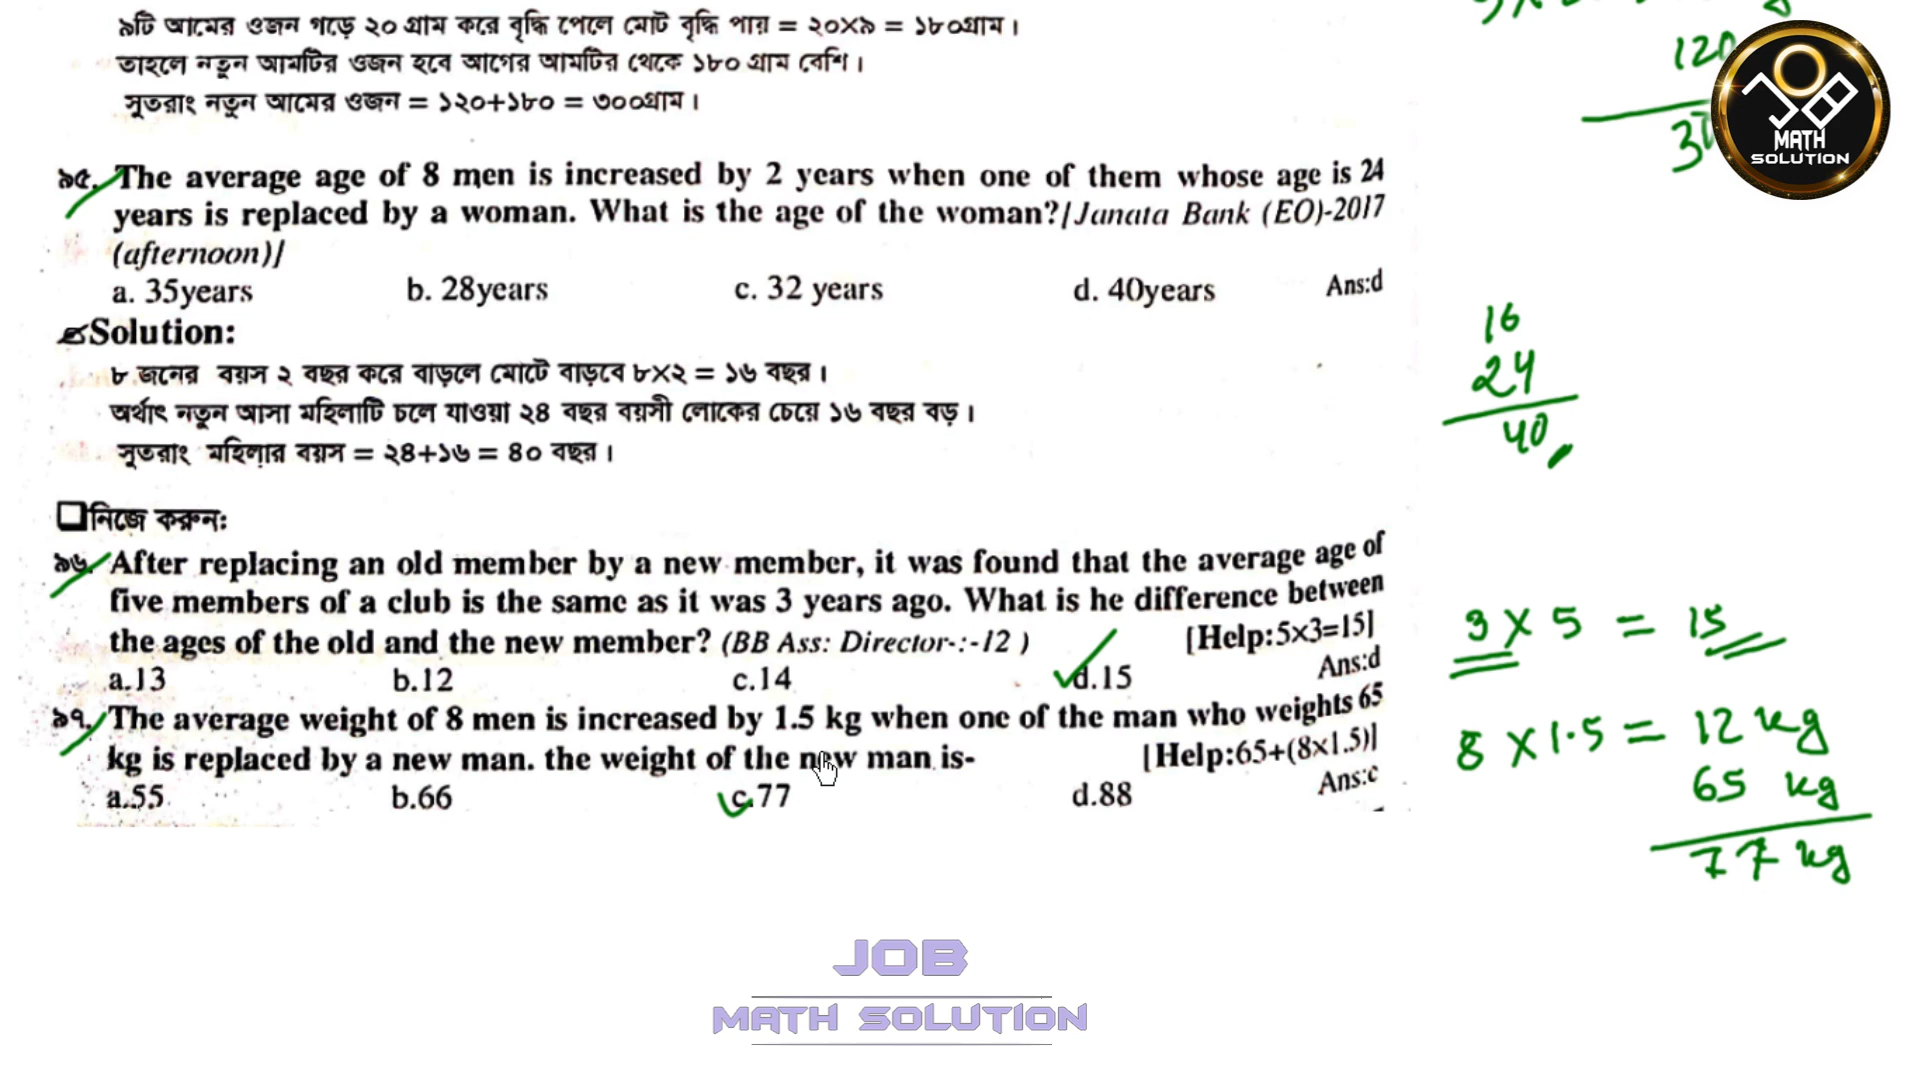 ৯টি আমের ওজন গড়ে ২০ গ্রাম করে বৃদ্ধি পেলে মোট বৃদ্ধি পায় = ২০×৯ = ১৮০গ্রাম।
তাহলে নতুন আমটির ওজন হবে আগের আমটির থেকে ১৮০ গ্রাম বেশি।
সুতরাং নতুন আমের ওজন = ১২০+১৮০ = ৩০০গ্রাম।
120
MATH
SOLUTION
৯৫. The average age of 8 men is increased by 2 years when one of them whose age is 24
years is replaced by a woman. What is the age of the woman?[Janata Bank (EO)-2017
(afternoon)]
a. 35years b. 28years c. 32 years d. 40years Ans:d
Solution:
৮ জনের বয়স ২ বছর করে বাড়লে মোটে বাড়বে ৮×২ = ১৬ বছর।
অর্থাৎ নতুন আসা মহিলাটি চলে যাওয়া ২৪ বছর বয়সী লোকের চেয়ে ১৬ বছর বড়।
সুতরাং মহিলার বয়স = ২৪+১৬ = ৪০ বছর।
16
24
40
নিজে করুন:
৯৬. After replacing an old member by a new member, it was found that the average age of
five members of a club is the same as it was 3 years ago. What is he difference between
the ages of the old and the new member? (BB Ass: Director-:-12 ) [Help:5x3=15]
a.13 b.12 c.14 d.15 Ans:d
3 × 5 = 15
৯৭. The average weight of 8 men is increased by 1.5 kg when one of the man who weights 65
kg is replaced by a new man. the weight of the new man is- [Help:65+(8x1.5)]
a.55 b.66 c.77 d.88 Ans:c
8 × 1.5 = 12 kg
65 kg
77 kg
JOB
MATH SOLUTION